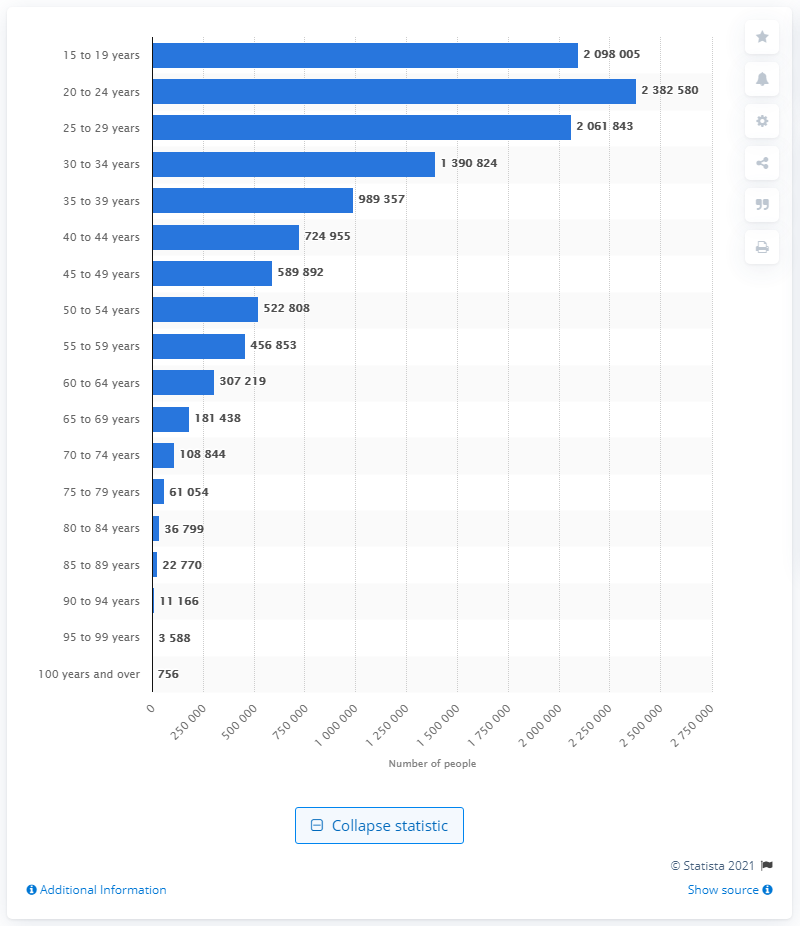 15 to 19 years 2 098 005
20 to 24 years 2 382 580
25 to 29 years 2 061 843
30 to 34 years 1 390 824
35 to 39 years 989 357
40 to 44 years 724 955
45 to 49 years 589 892
50 to 54 years 522 808
55 to 59 years 456 853
60 to 64 years 307 219
65 to 69 years 181 438
70 to 74 years 108 844
75 to 79 years 61 054
80 to 84 years 36 799
85 to 89 years 22 770
90 to 94 years 11 166
95 to 99 years 3 588
100 years and over 756
0 250 000 500 000 750 000 1 000 000 1 250 000 1 500 000 1 750 000 2 000 000 2 250 000 2 500 000 2 750 000
Number of people
Collapse statistic
© Statista 2021
Additional Information Show source